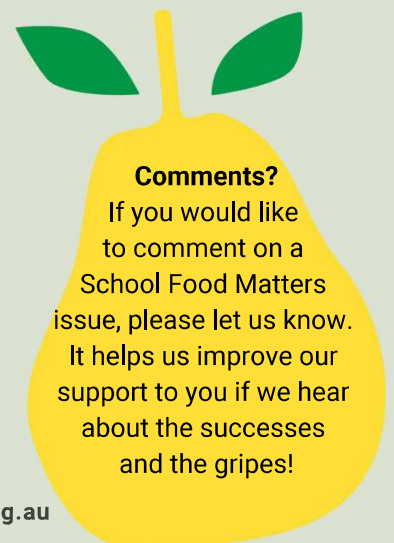 Comments?
If you would like
to comment on a
School Food Matters
issue, please let us know.
It helps us improve our
support to you if we hear
about the successes
and the gripes!
g.au